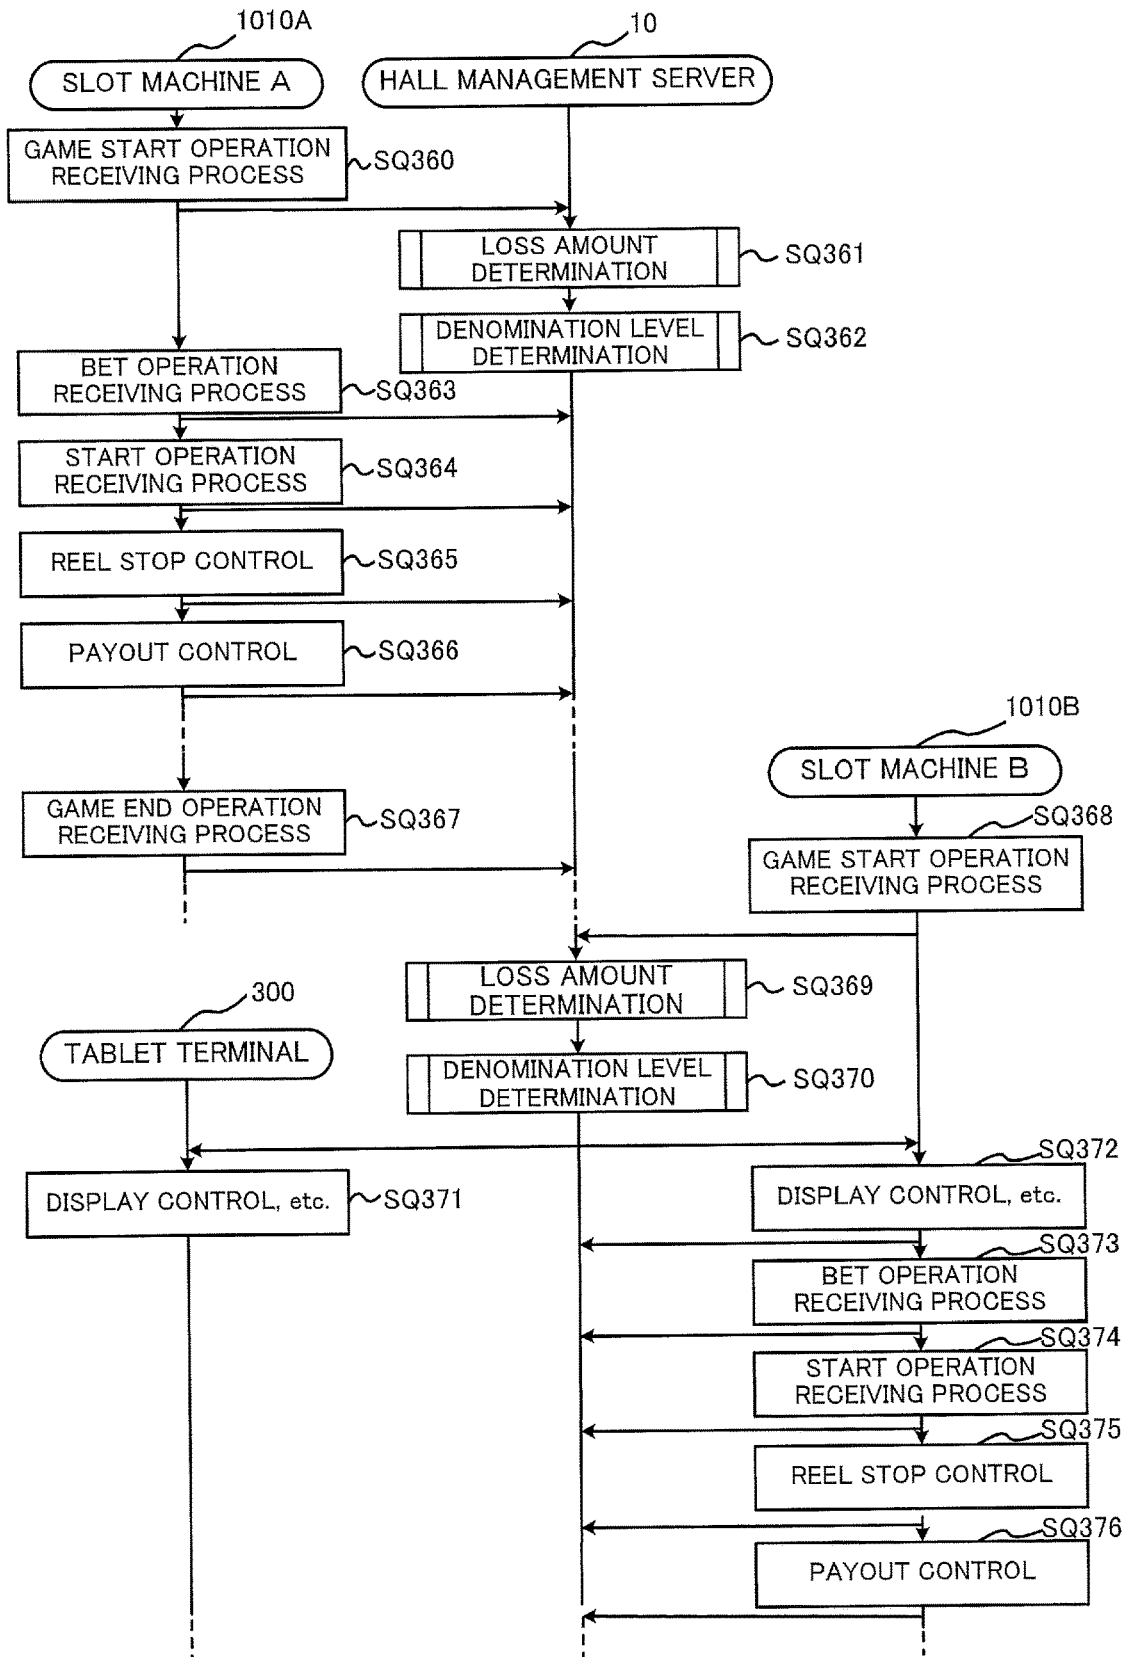 1010A
10
SLOT MACHINE A
HALL MANAGEMENT SERVER
GAME START OPERATION
RECEIVING PROCESS
SQ360
LOSS AMOUNT
DETERMINATION
SQ361
DENOMINATION LEVEL
DETERMINATION
SQ362
BET OPERATION
RECEIVING PROCESS
SQ363
START OPERATION
RECEIVING PROCESS
SQ364
REEL STOP CONTROL
SQ365
PAYOUT CONTROL
SQ366
1010B
SLOT MACHINE B
GAME END OPERATION
RECEIVING PROCESS
SQ367
SQ368
GAME START OPERATION
RECEIVING PROCESS
LOSS AMOUNT
DETERMINATION
SQ369
300
TABLET TERMINAL
DENOMINATION LEVEL
DETERMINATION
SQ370
SQ372
DISPLAY CONTROL, etc.
SQ371
DISPLAY CONTROL, etc.
SQ373
BET OPERATION
RECEIVING PROCESS
SQ374
START OPERATION
RECEIVING PROCESS
SQ375
REEL STOP CONTROL
SQ376
PAYOUT CONTROL